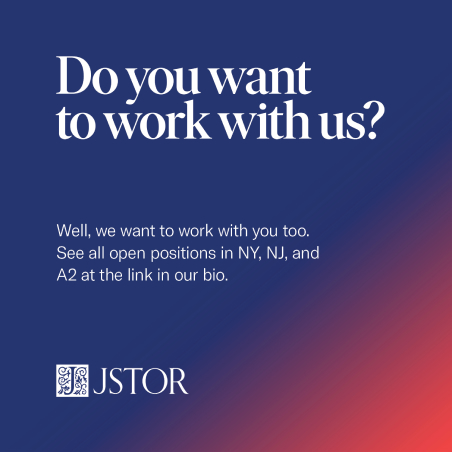 Do you want
to work with us?
Well, we want to work with you too.
See all open positions in NY, NJ, and
A2 at the link in our bio.
J JSTOR